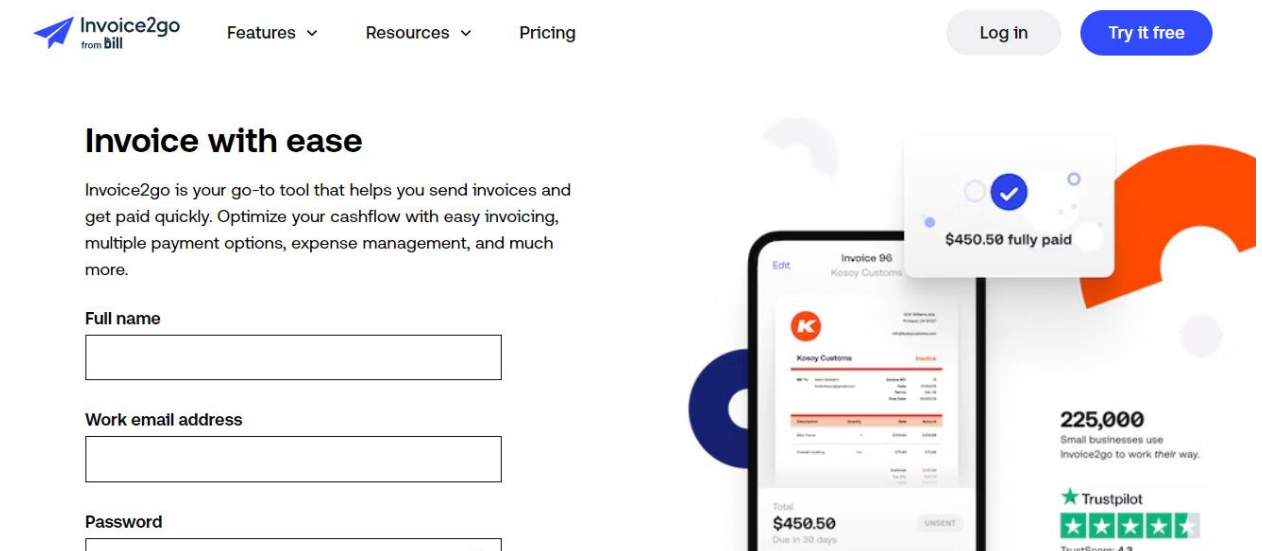 Invoice2go
from Bill
Features
Resources
Pricing
Log in
Try it free
Invoice with ease
Invoice2go is your go-to tool that helps you send invoices and
get paid quickly. Optimize your cashflow with easy invoicing,
multiple payment options, expense management, and much
more.
Full name
Work email address
Password
$450.50 fully paid
Edit
Invoice 96
Kosoy Customs
K
Kosoy Customs
Invoice
Description
Quantity
Rate
Amount
Total
$450.50
UNSENT
Due in 30 days
225,000
Small businesses use
Invoice2go to work their way.
Trustpilot
TrustScore 4.3